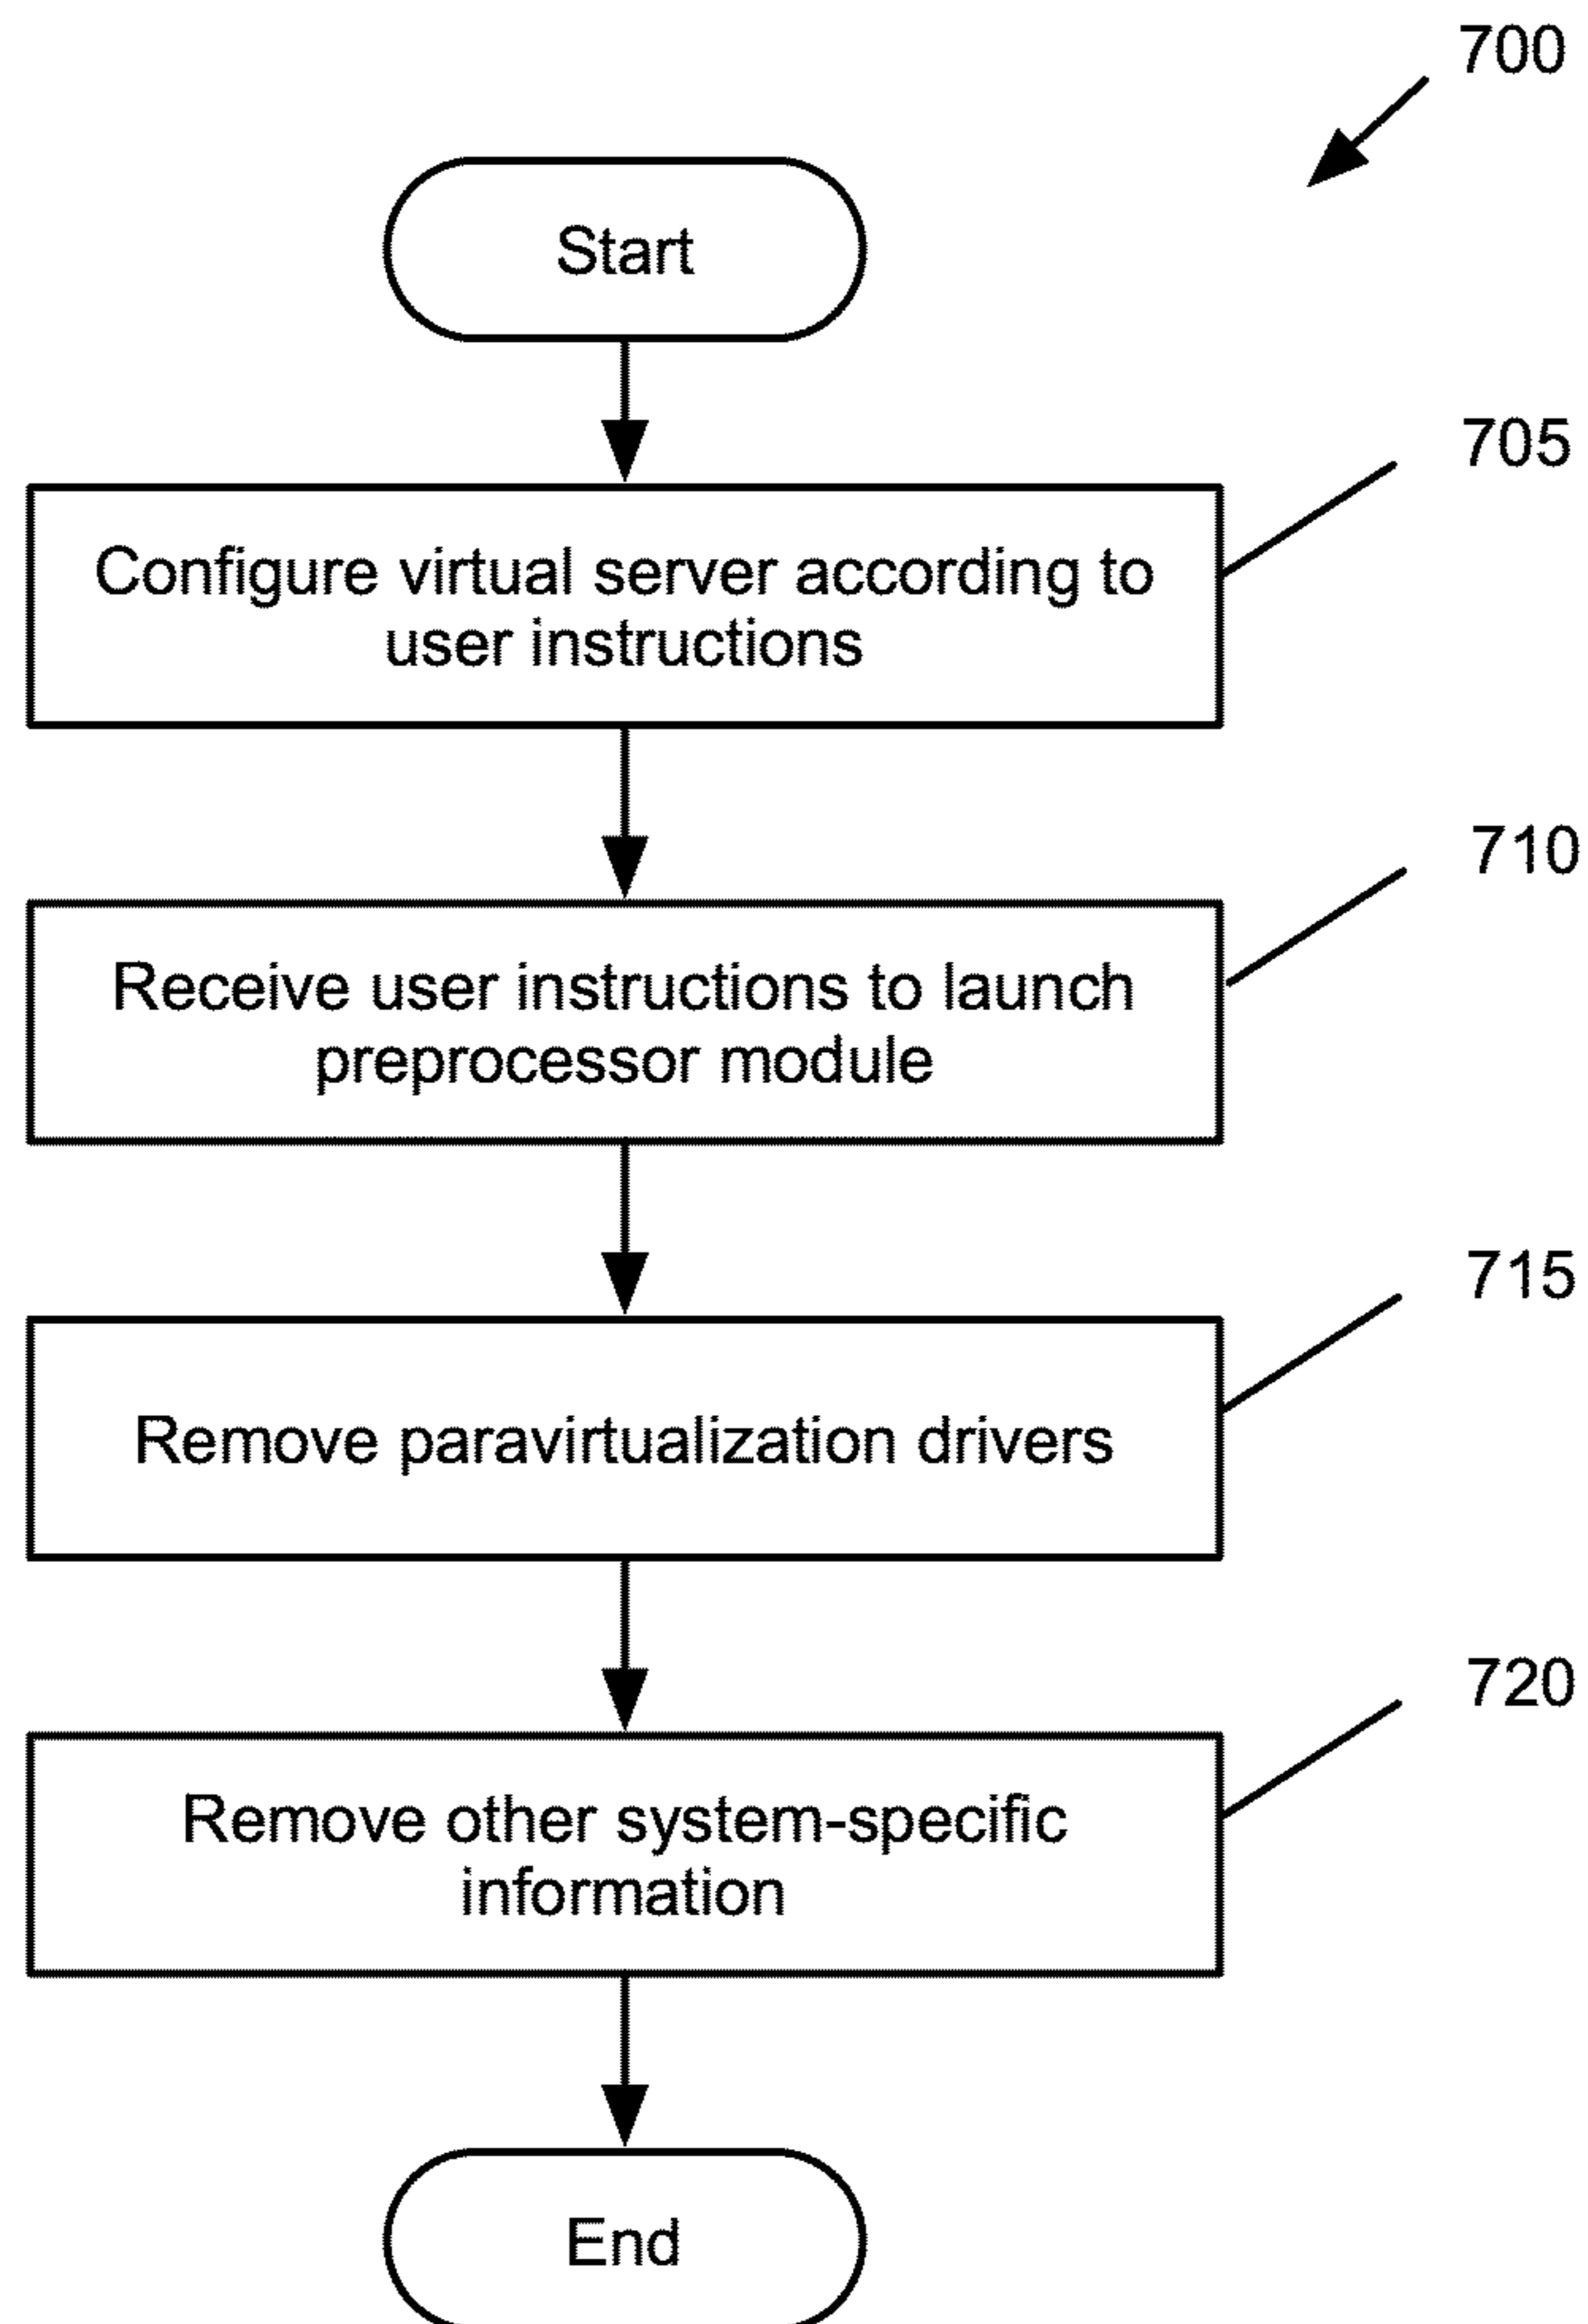 700
Start
705
Configure virtual server according to
user instructions
710
Receive user instructions to launch
preprocessor module
715
Remove paravirtualization drivers
720
Remove other system-specific
information
End